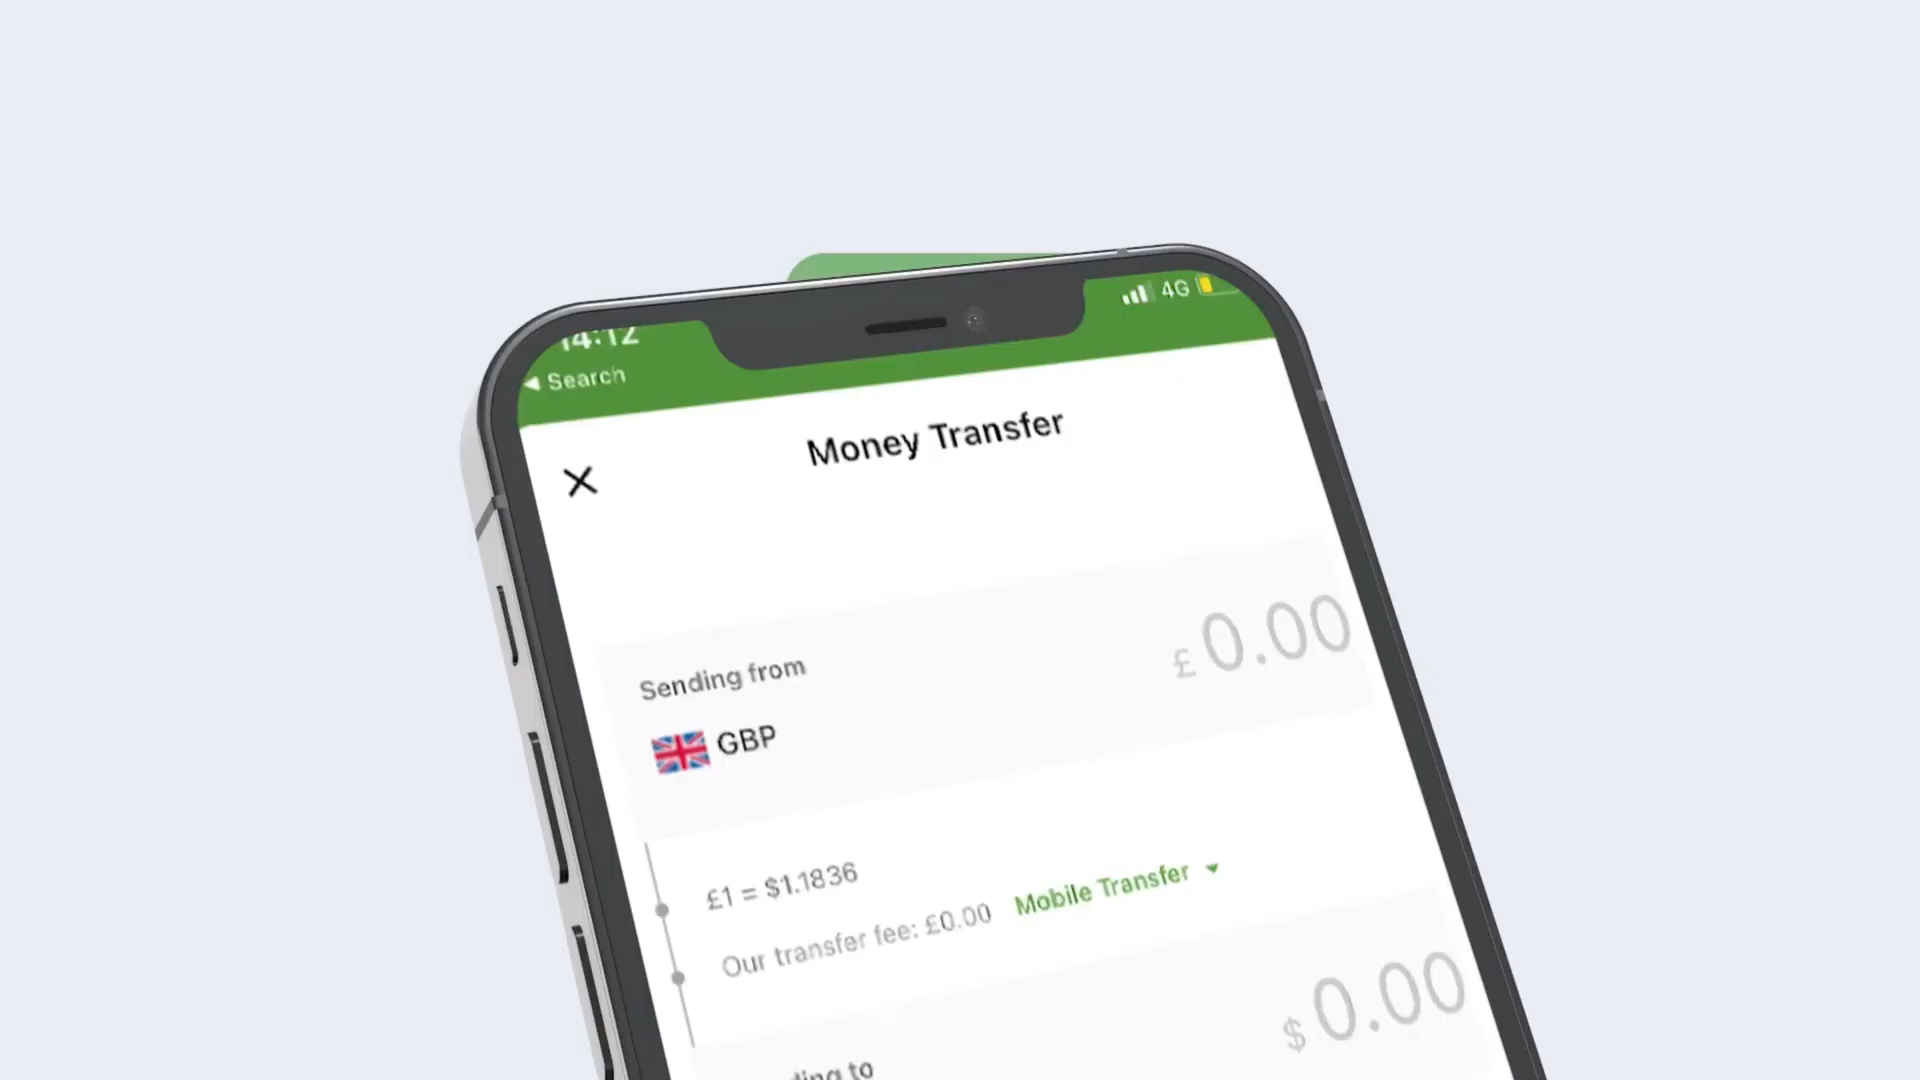 14:12
4G
Search
Money Transfer
Sending from
£0.00
GBP
£1 = $1.1836
Our transfer fee: £0.00 Mobile Transfer
$0.00
to